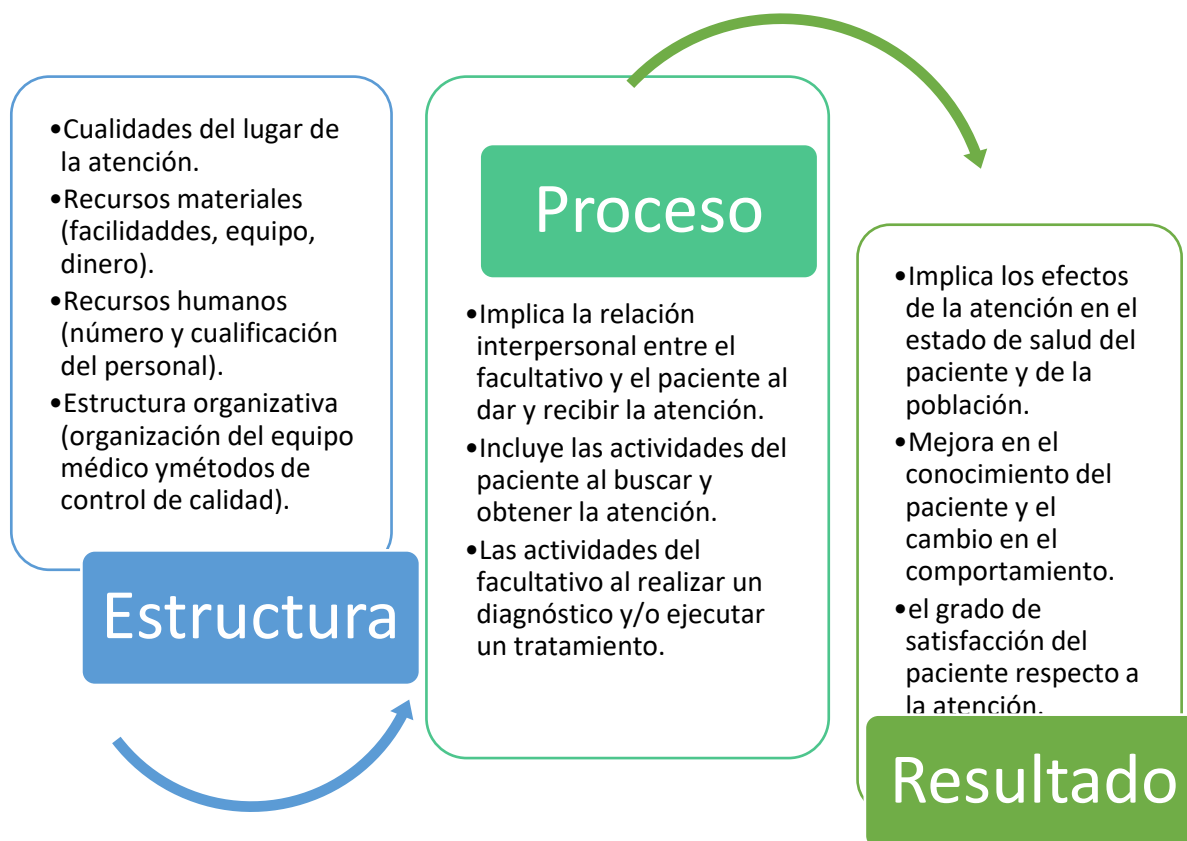 •Cualidades del lugar de
la atención.
•Recursos materiales
(facilidaddes, equipo,
dinero).
•Recursos humanos
(número y cualificación
del personal).
•Estructura organizativa
(organización del equipo
médico ymétodos de
control de calidad).
Estructura
Proceso
•Implica la relación
interpersonal entre el
facultativo y el paciente al
dar y recibir la atención.
•Incluye las actividades del
paciente al buscar y
obtener la atención.
•Las actividades del
facultativo al realizar un
diagnóstico y/o ejecutar
un tratamiento.
•Implica los efectos
de la atención en el
estado de salud del
paciente y de la
población.
•Mejora en el
conocimiento del
paciente y el
cambio en el
comportamiento.
•el grado de
satisfacción del
paciente respecto a
la atención.
Resultado